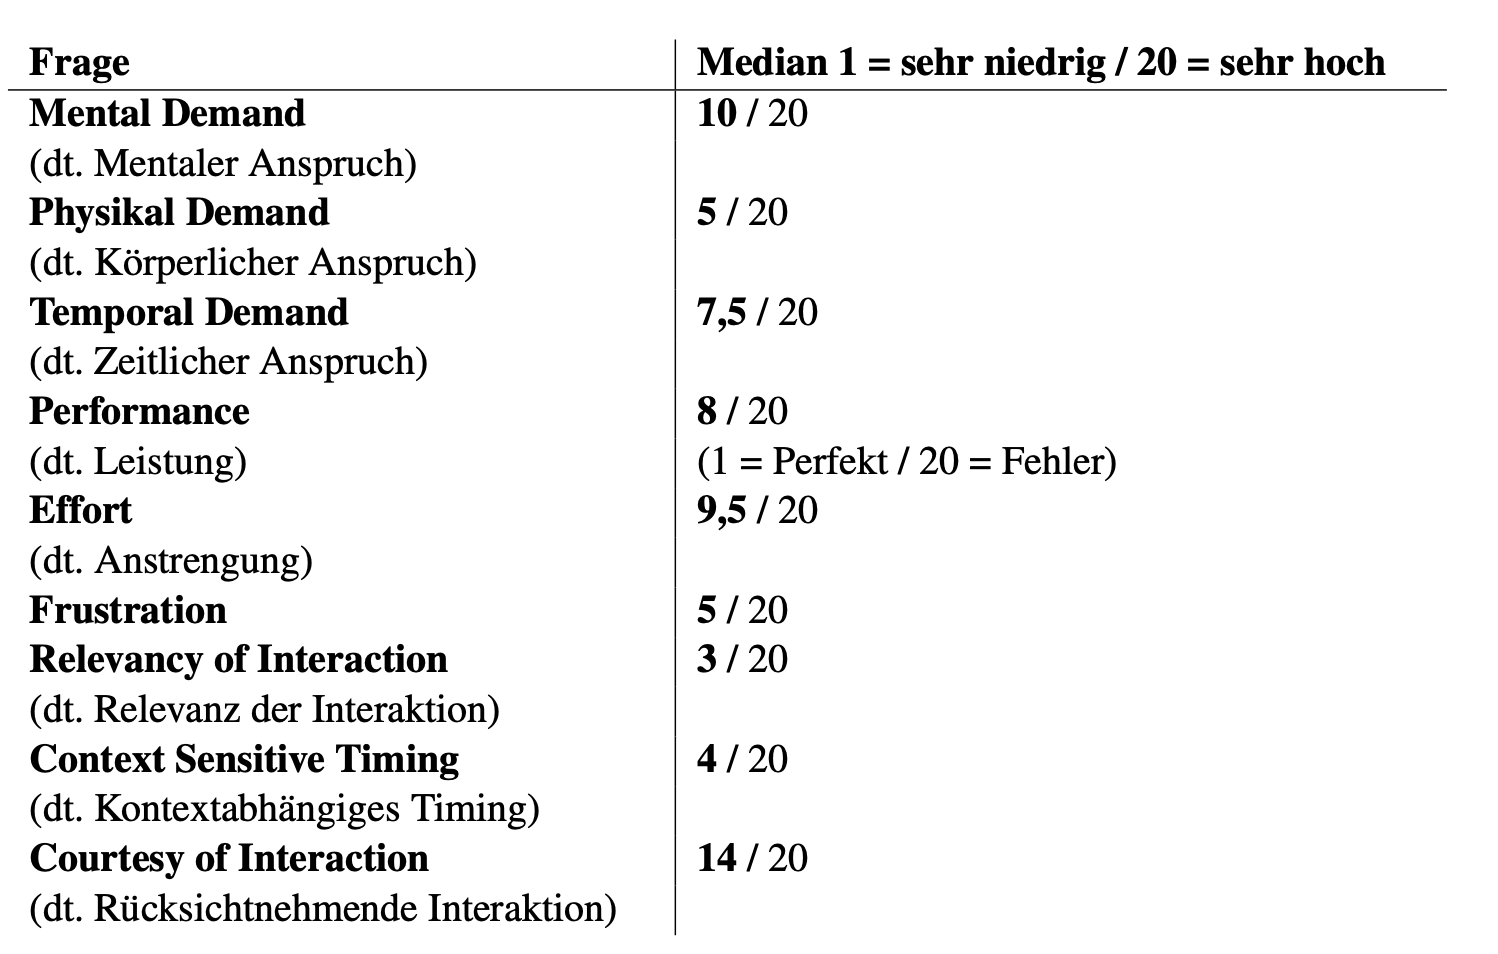 Frage Median 1 = sehr niedrig / 20 = sehr hoch
Mental Demand 10 / 20
(dt. Mentaler Anspruch)
Physikal Demand 5 / 20
(dt. Körperlicher Anspruch)
Temporal Demand 7,5 / 20
(dt. Zeitlicher Anspruch)
Performance 8 / 20
(dt. Leistung) (1 = Perfekt / 20 = Fehler)
Effort 9,5 / 20
(dt. Anstrengung)
Frustration 5 / 20
Relevancy of Interaction 3 / 20
(dt. Relevanz der Interaktion)
Context Sensitive Timing 4 / 20
(dt. Kontextabhängiges Timing)
Courtesy of Interaction 14 / 20
(dt. Rücksichtnehmende Interaktion)